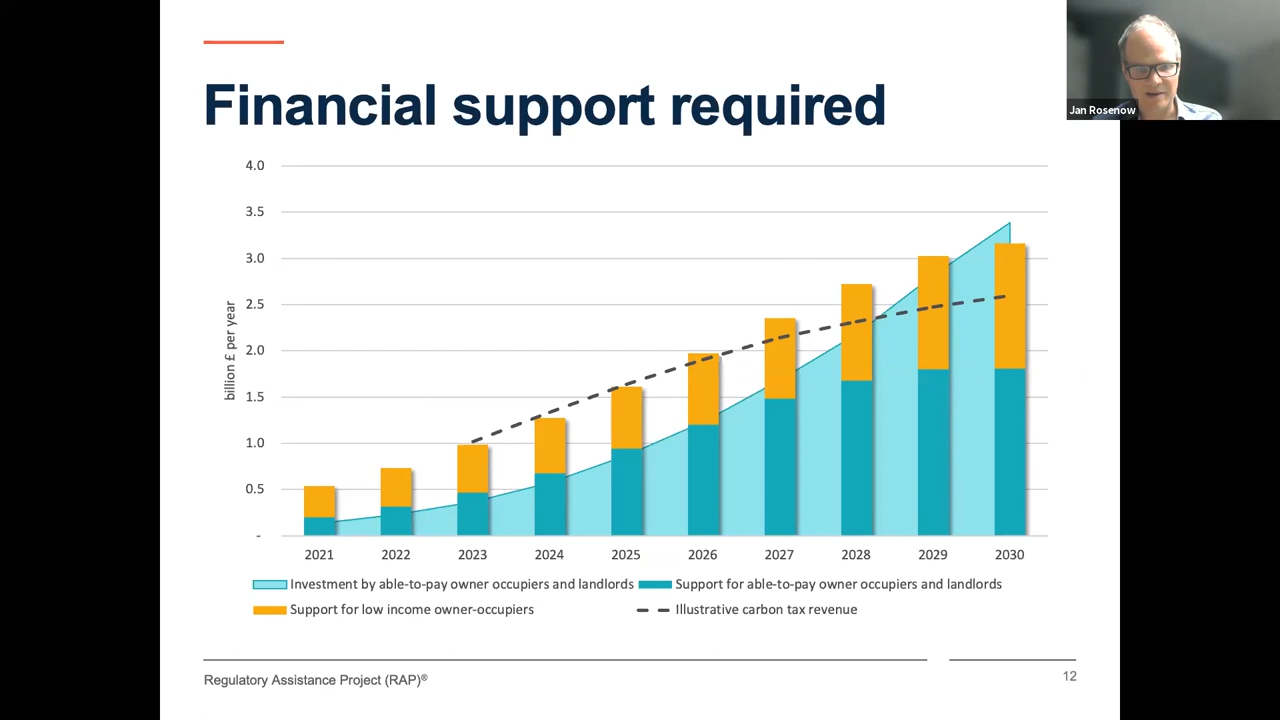 Financial support required
Jan Rosenow
4.0
3.5
3.0
2.5
2.0
1.5
1.0
0.5
-
billion £ per year
2021 2022 2023 2024 2025 2026 2027 2028 2029 2030
Investment by able-to-pay owner occupiers and landlords Support for able-to-pay owner occupiers and landlords
Support for low income owner-occupiers Illustrative carbon tax revenue
Regulatory Assistance Project (RAP)®
12